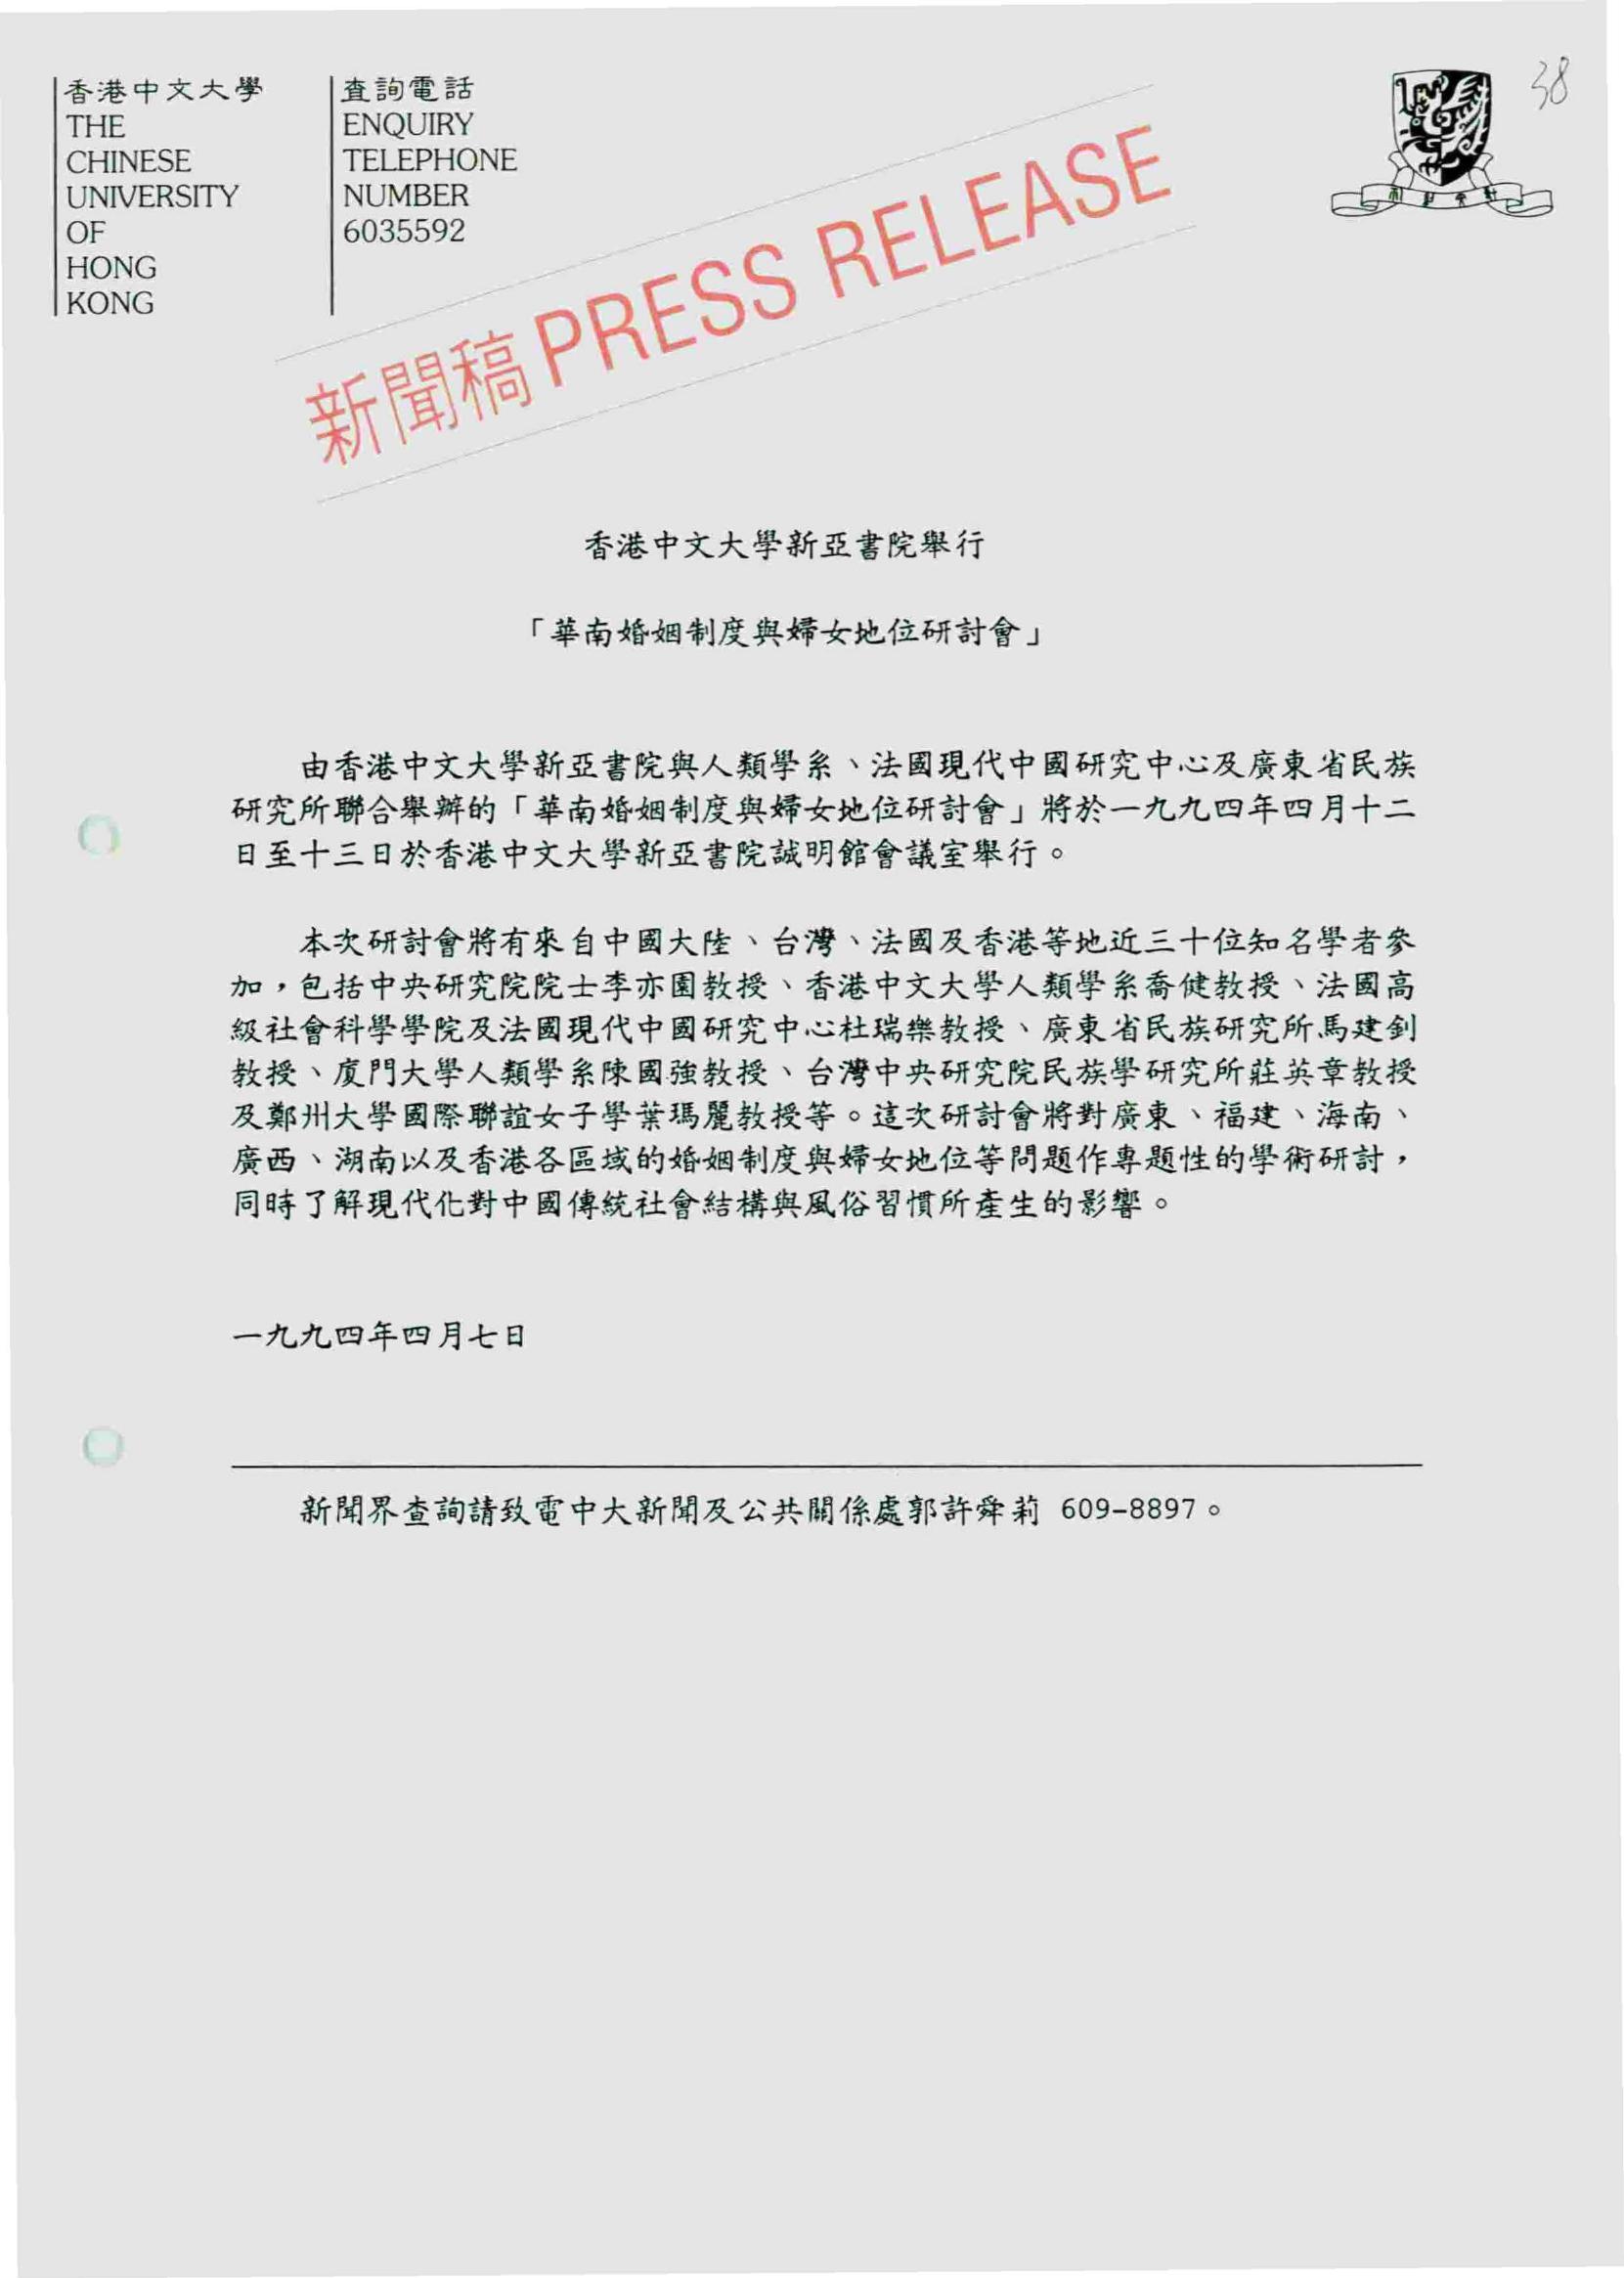 香港中文大學
THE
CHINESE
UNIVERSITY
OF
HONG
KONG
查詢電話
ENQUIRY
TELEPHONE
NUMBER
6035592
38
新聞稿 PRESS RELEASE
香港中文大學新亞書院舉行
「華南婚姻制度與婦女地位研討會」
由香港中文大學新亞書院與人類學系、法國現代中國研究中心及廣東省民族
研究所聯合舉辦的「華南婚姻制度與婦女地位研討會」將於一九九四年四月十二
日至十三日於香港中文大學新亞書院誠明館會議室舉行。
本次研討會將有來自中國大陸、台灣、法國及香港等地近三十位知名學者參
加,包括中央研究院院士李亦園教授、香港中文大學人類學系喬健教授、法國高
級社會科學學院及法國現代中國研究中心杜瑞樂教授、廣東省民族研究所馬建釗
教授、廈門大學人類學系陳國強教授、台灣中央研究院民族學研究所莊英章教授
及鄭州大學國際聯誼女子學葉瑪麗教授等。這次研討會將對廣東、福建、海南、
廣西、湖南以及香港各區域的婚姻制度與婦女地位等問題作專題性的學術研討,
同時了解現代化對中國傳統社會結構與風俗習慣所產生的影響。
一九九四年四月七日
新聞界查詢請致電中大新聞及公共關係處郭許舜莉 609-8897。